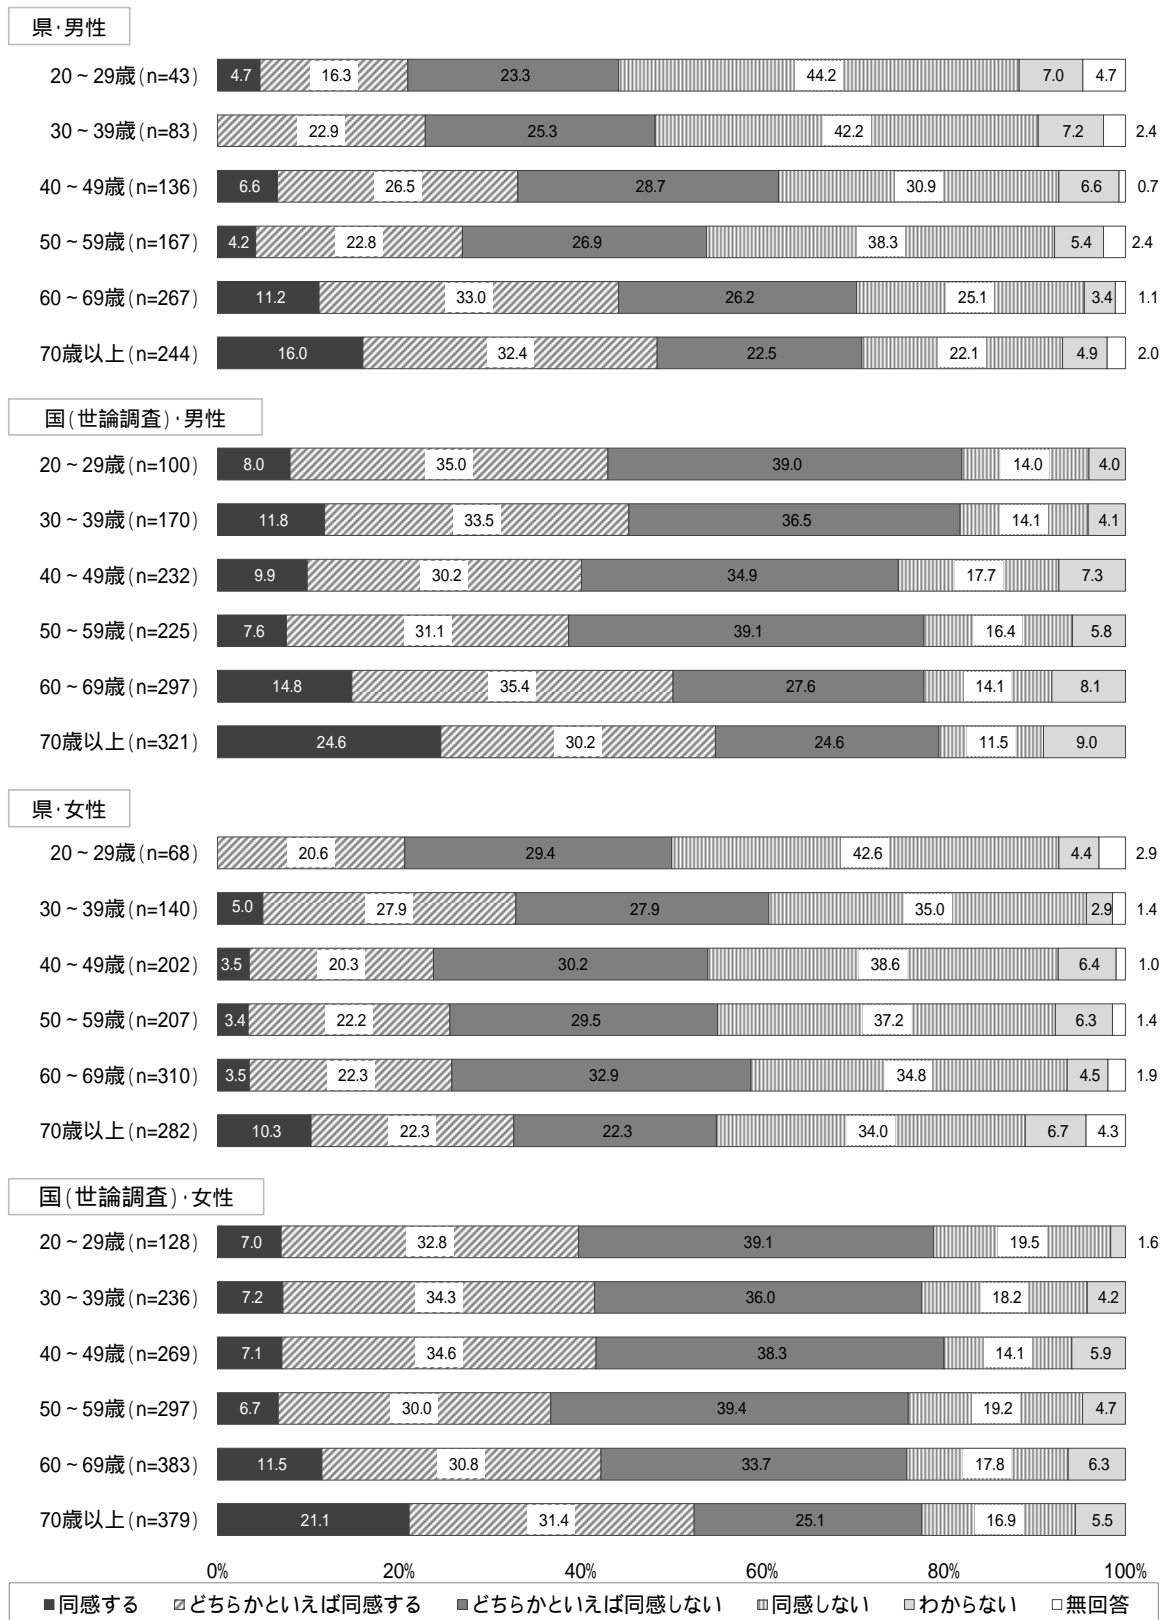 県・男性
20~29歳(n=43) 4.7 16.3 23.3 44.2 7.0 4.7
30~39歳(n=83) 22.9 25.3 42.2 7.2 2.4
40~49歳(n=136) 6.6 26.5 28.7 30.9 6.6 0.7
50~59歳(n=167) 4.2 22.8 26.9 38.3 5.4 2.4
60~69歳(n=267) 11.2 33.0 26.2 25.1 3.4 1.1
70歳以上(n=244) 16.0 32.4 22.5 22.1 4.9 2.0
国(世論調査)・男性
20~29歳(n=100) 8.0 35.0 39.0 14.0 4.0
30~39歳(n=170) 11.8 33.5 36.5 14.1 4.1
40~49歳(n=232) 9.9 30.2 34.9 17.7 7.3
50~59歳(n=225) 7.6 31.1 39.1 16.4 5.8
60~69歳(n=297) 14.8 35.4 27.6 14.1 8.1
70歳以上(n=321) 24.6 30.2 24.6 11.5 9.0
県・女性
20~29歳(n=68) 20.6 29.4 42.6 4.4 2.9
30~39歳(n=140) 5.0 27.9 27.9 35.0 2.9 1.4
40~49歳(n=202) 3.5 20.3 30.2 38.6 6.4 1.0
50~59歳(n=207) 3.4 22.2 29.5 37.2 6.3 1.4
60~69歳(n=310) 3.5 22.3 32.9 34.8 4.5 1.9
70歳以上(n=282) 10.3 22.3 22.3 34.0 6.7 4.3
国(世論調査)・女性
20~29歳(n=128) 7.0 32.8 39.1 19.5 1.6
30~39歳(n=236) 7.2 34.3 36.0 18.2 4.2
40~49歳(n=269) 7.1 34.6 38.3 14.1 5.9
50~59歳(n=297) 6.7 30.0 39.4 19.2 4.7
60~69歳(n=383) 11.5 30.8 33.7 17.8 6.3
70歳以上(n=379) 21.1 31.4 25.1 16.9 5.5
0% 20% 40% 60% 80% 100%
同感する どちらかといえば同感する どちらかといえば同感しない 同感しない わからない 無回答